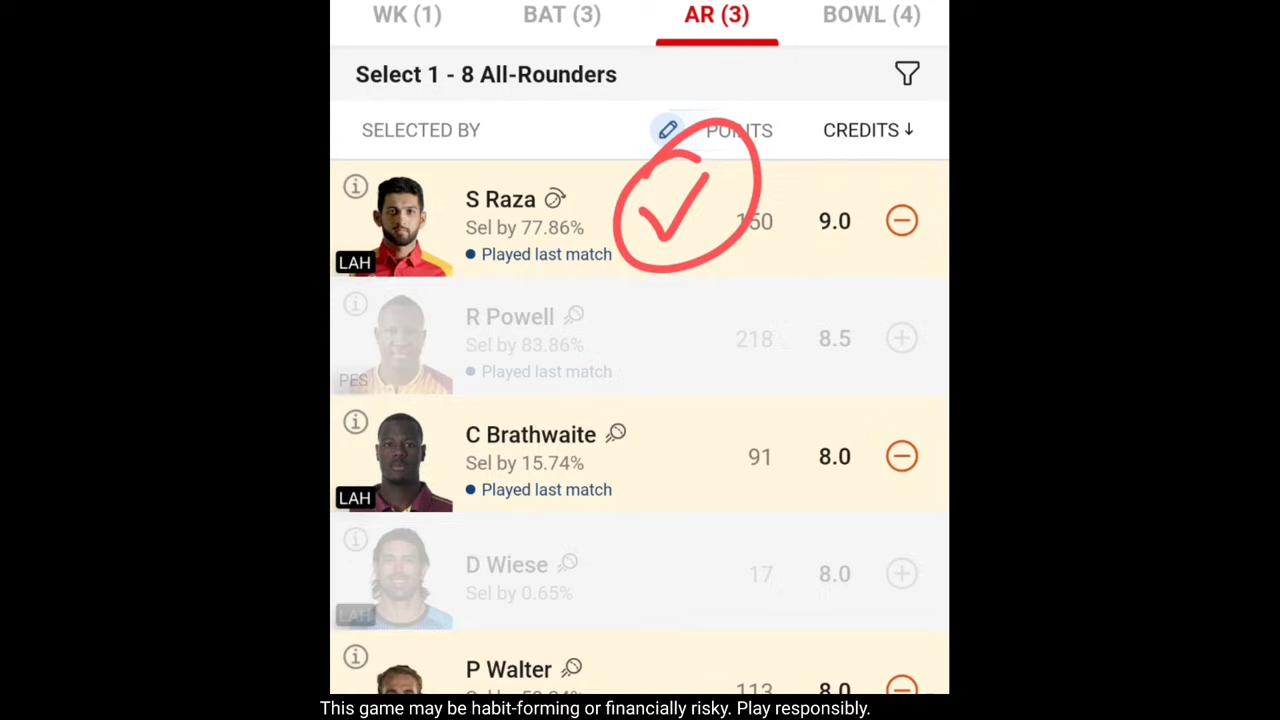 WK (1) BAT (3) AR (3) BOWL (4)
Select 1 - 8 All-Rounders
SELECTED BY POINTS CREDITS ↓
S Raza
Sel by 77.86% 150 9.0
Played last match
LAH
R Powell
Sel by 83.86% 218 8.5
Played last match
PES
C Brathwaite
Sel by 15.74% 91 8.0
Played last match
LAH
D Wiese
Sel by 0.65% 17 8.0
LAH
P Walter
113 8.0
This game may be habit-forming or financially risky. Play responsibly.